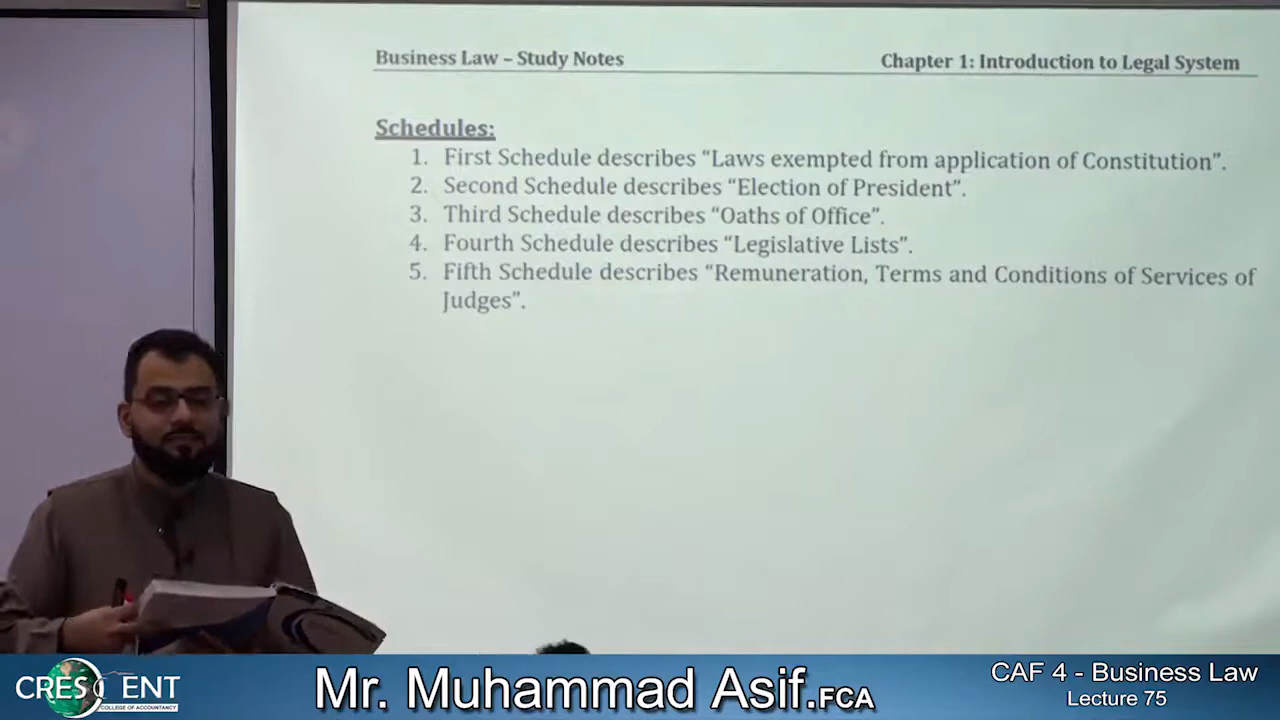 Business Law – Study Notes
Chapter 1: Introduction to Legal System
Schedules:
1. First Schedule describes “Laws exempted from application of Constitution”.
2. Second Schedule describes “Election of President”.
3. Third Schedule describes “Oaths of Office”.
4. Fourth Schedule describes “Legislative Lists”.
5. Fifth Schedule describes “Remuneration, Terms and Conditions of Services of
Judges”.
CRESCENT
COLLEGE OF ACCOUNTANCY
Mr. Muhammad Asif.FCA
CAF 4 - Business Law
Lecture 75